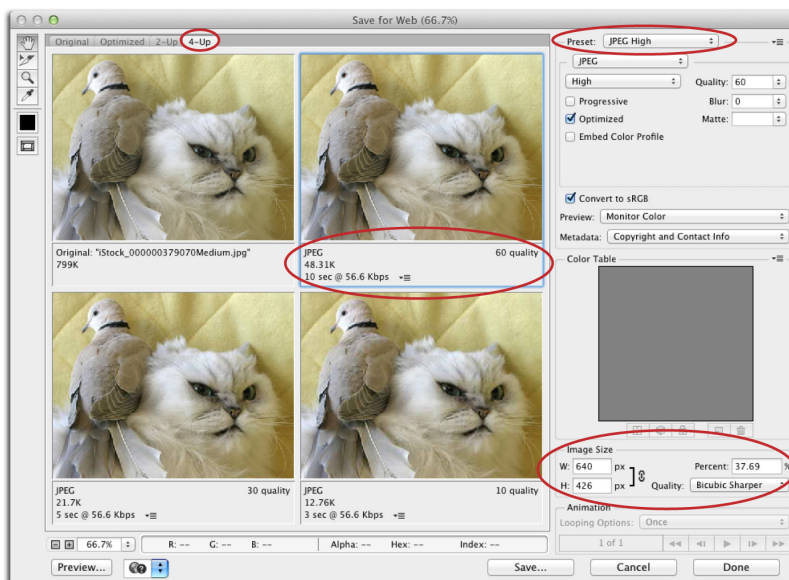 Save for Web (66.7%)
Original Optimized 2-Up 4-Up
Original: "iStock_000000379070Medium.jpg"
799K
JPEG 60 quality
48.31K
10 sec @ 56.6 Kbps
JPEG 30 quality
21.7K
5 sec @ 56.6 Kbps
JPEG 10 quality
12.76K
3 sec @ 56.6 Kbps
66.7% R: -- G: -- B: -- Alpha: -- Hex: -- Index: --
Preview... Save... Cancel Done
Preset: JPEG High
JPEG
High Quality: 60
Progressive Blur: 0
Optimized Matte:
Embed Color Profile
Convert to sRGB
Preview: Monitor Color
Metadata: Copyright and Contact Info
Color Table
Image Size
W: 640 px Percent: 37.69 %
H: 426 px Quality: Bicubic Sharper
Animation
Looping Options: Once
1 of 1